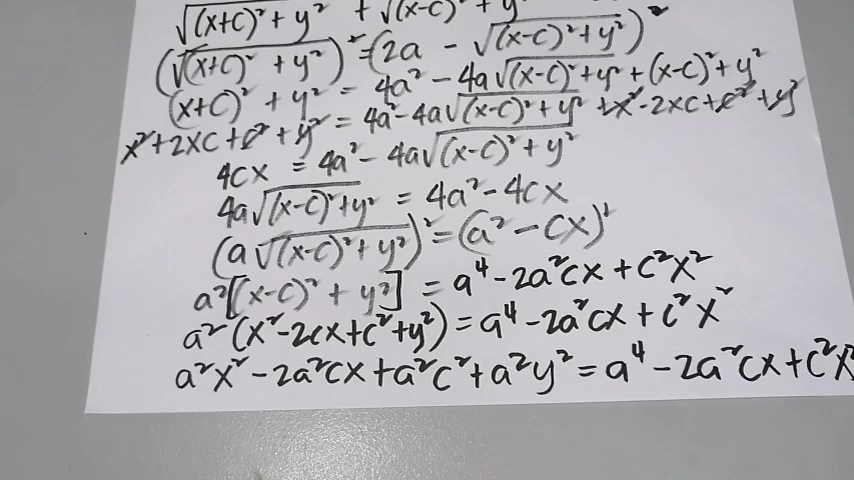 √(x+c)² + y² + √(x-c)² + y
(√(x+c)² + y²)² = (2a - √(x-c)² + y²)²
(x+c)² + y² = 4a² - 4a√(x-c)² + y² + (x-c)² + y²
x² + 2xc + c² + y² = 4a² - 4a√(x-c)² + y² + x² - 2xc + c² + y²
4cx = 4a² - 4a√(x-c)² + y²
4a√(x-c)² + y² = 4a² - 4cx
(a√(x-c)² + y²)² = (a² - cx)²
a²[(x-c)² + y²] = a⁴ - 2a²cx + c²x²
a²(x² - 2cx + c² + y²) = a⁴ - 2a²cx + c²x²
a²x² - 2a²cx + a²c² + a²y² = a⁴ - 2a²cx + c²x²